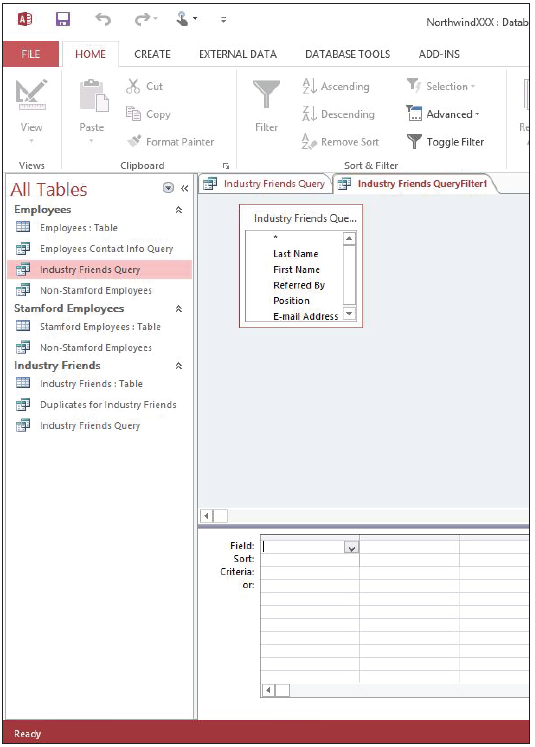 NorthwindXXX : Datab
FILE HOME CREATE EXTERNAL DATA DATABASE TOOLS ADD-INS
View
Views
Paste
Cut
Copy
Format Painter
Clipboard
Filter
Ascending
Descending
Remove Sort
Selection
Advanced
Toggle Filter
Sort & Filter
Re
All Tables
Employees
Employees : Table
Employees Contact Info Query
Industry Friends Query
Non-Stamford Employees
Stamford Employees
Stamford Employees : Table
Non-Stamford Employees
Industry Friends
Industry Friends : Table
Duplicates for Industry Friends
Industry Friends Query
Industry Friends Query
Industry Friends QueryFilter1
Industry Friends Que...
*
Last Name
First Name
Referred By
Position
E-mail Address
Field:
Sort:
Criteria:
or:
Ready